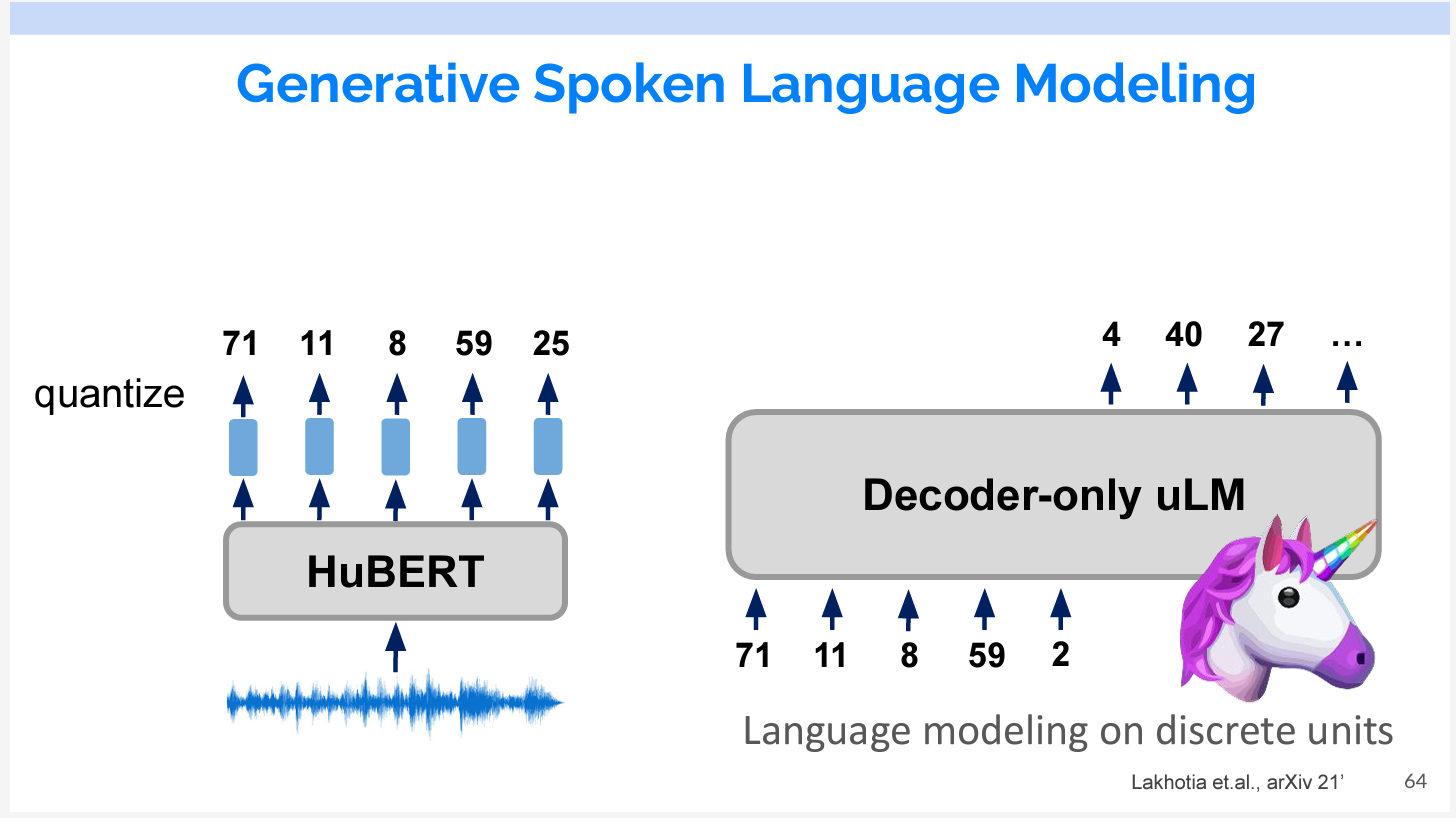 Generative Spoken Language Modeling
71 11 8 59 25
quantize
HuBERT
4 40 27 ...
Decoder-only uLM
71 11 8 59 2
Language modeling on discrete units
Lakhotia et.al., arXiv 21’
64